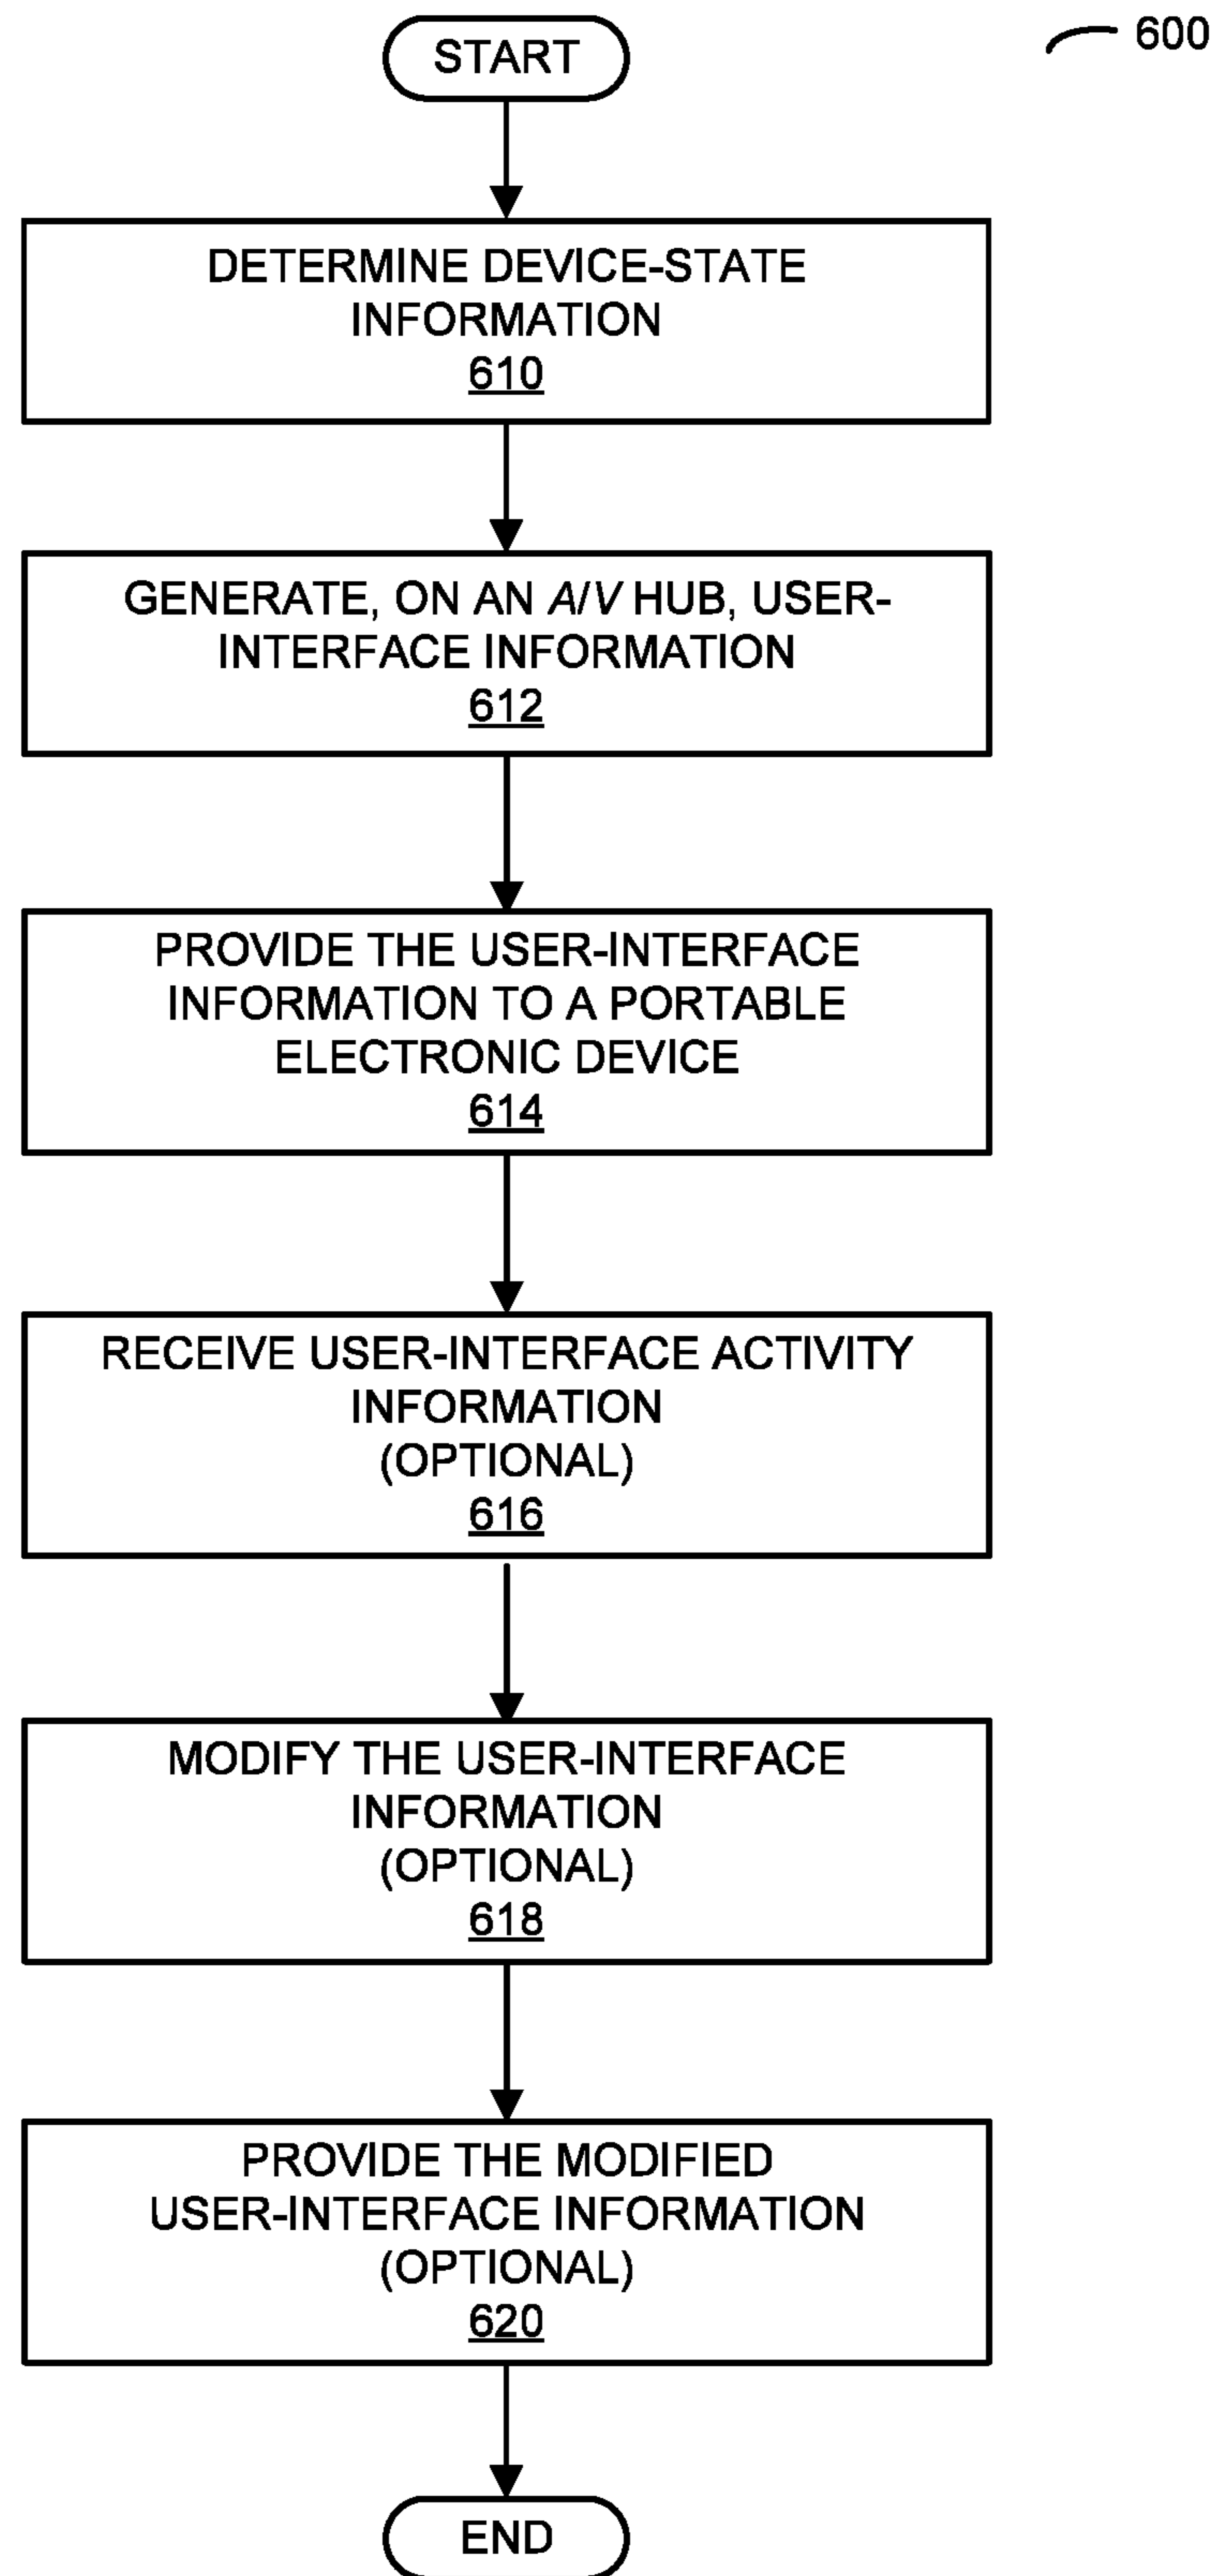 START
600
DETERMINE DEVICE-STATE
INFORMATION
610
GENERATE, ON AN A/V HUB, USER-
INTERFACE INFORMATION
612
PROVIDE THE USER-INTERFACE
INFORMATION TO A PORTABLE
ELECTRONIC DEVICE
614
RECEIVE USER-INTERFACE ACTIVITY
INFORMATION
(OPTIONAL)
616
MODIFY THE USER-INTERFACE
INFORMATION
(OPTIONAL)
618
PROVIDE THE MODIFIED
USER-INTERFACE INFORMATION
(OPTIONAL)
620
END